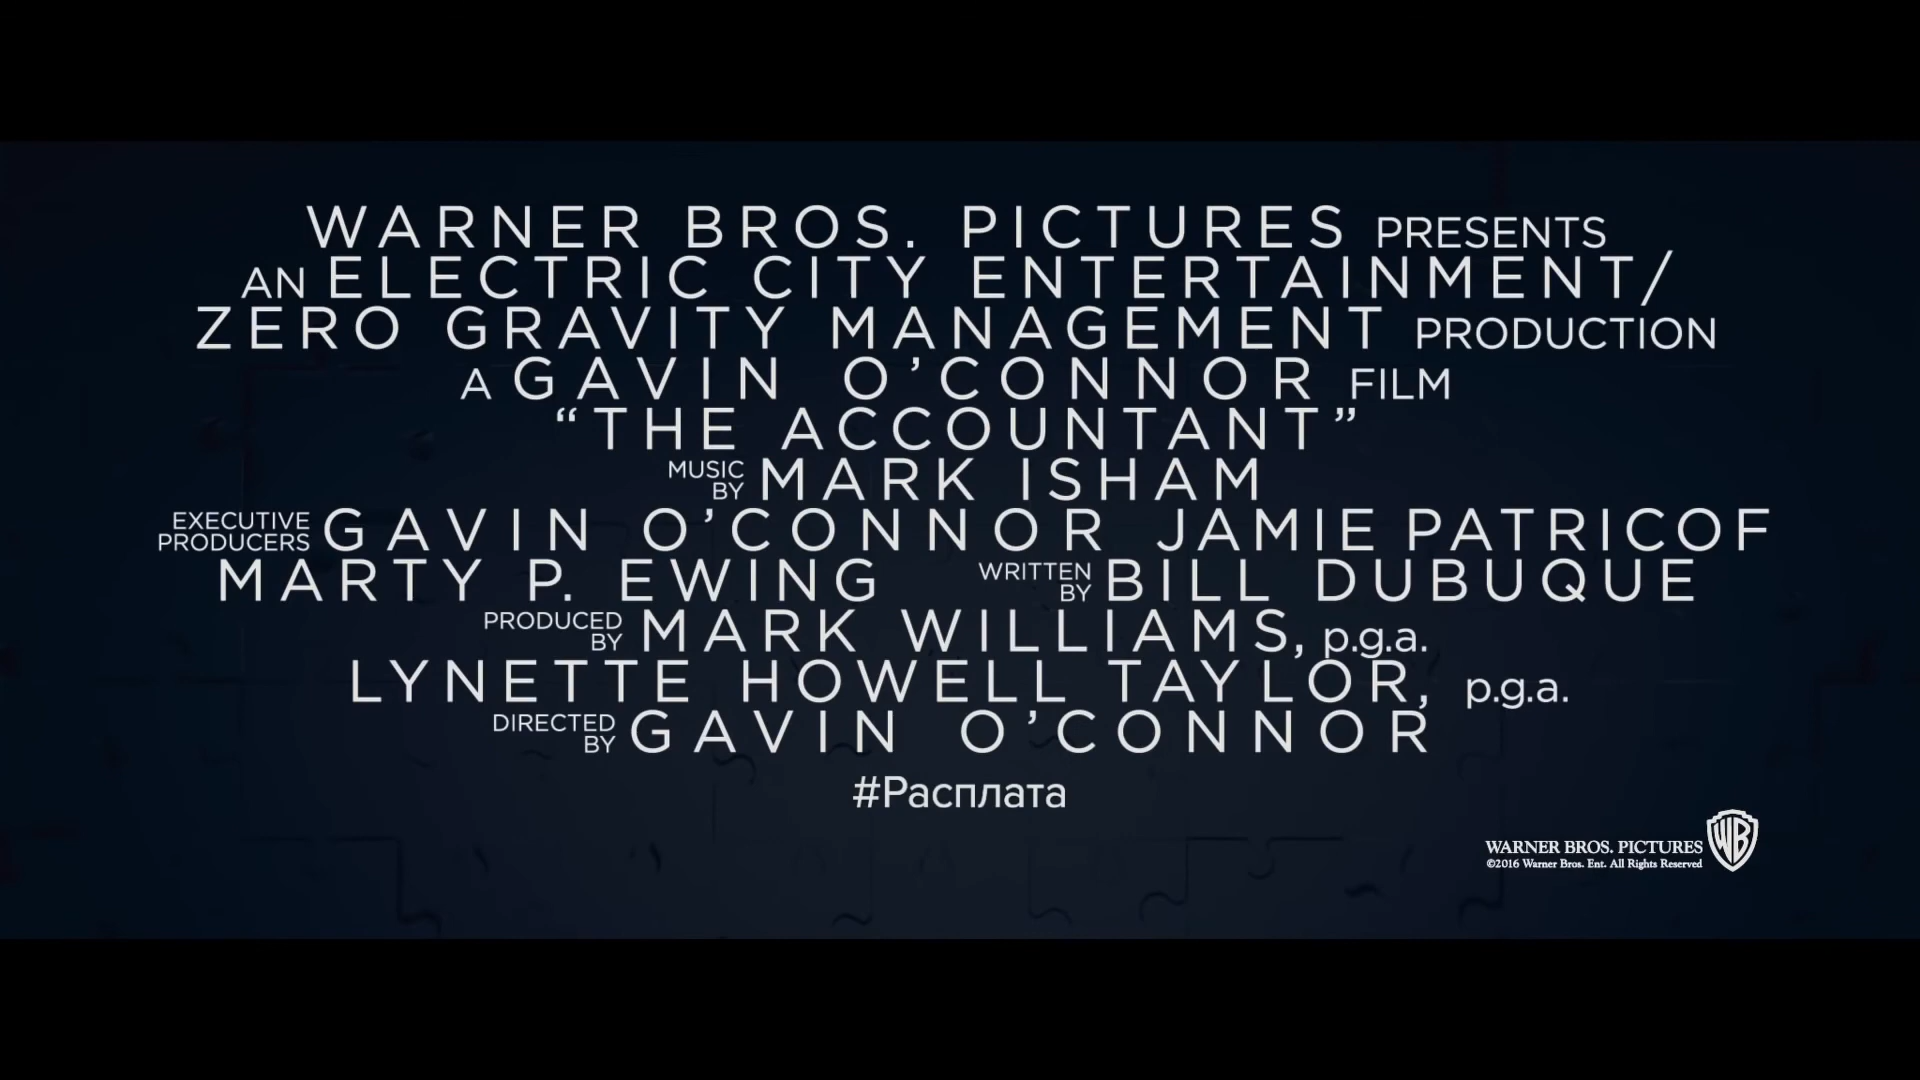 WARNER BROS. PICTURES PRESENTS
AN ELECTRIC CITY ENTERTAINMENT/
ZERO GRAVITY MANAGEMENT PRODUCTION
A GAVIN O’CONNOR FILM
“THE ACCOUNTANT”
MUSIC BY MARK ISHAM
EXECUTIVE PRODUCERS GAVIN O’CONNOR JAMIE PATRICOF
MARTY P. EWING WRITTEN BY BILL DUBUQUE
PRODUCED BY MARK WILLIAMS, p.g.a.
LYNETTE HOWELL TAYLOR, p.g.a.
DIRECTED BY GAVIN O’CONNOR
#Расплата
WARNER BROS. PICTURES WB
©2016 Warner Bros. Ent. All Rights Reserved